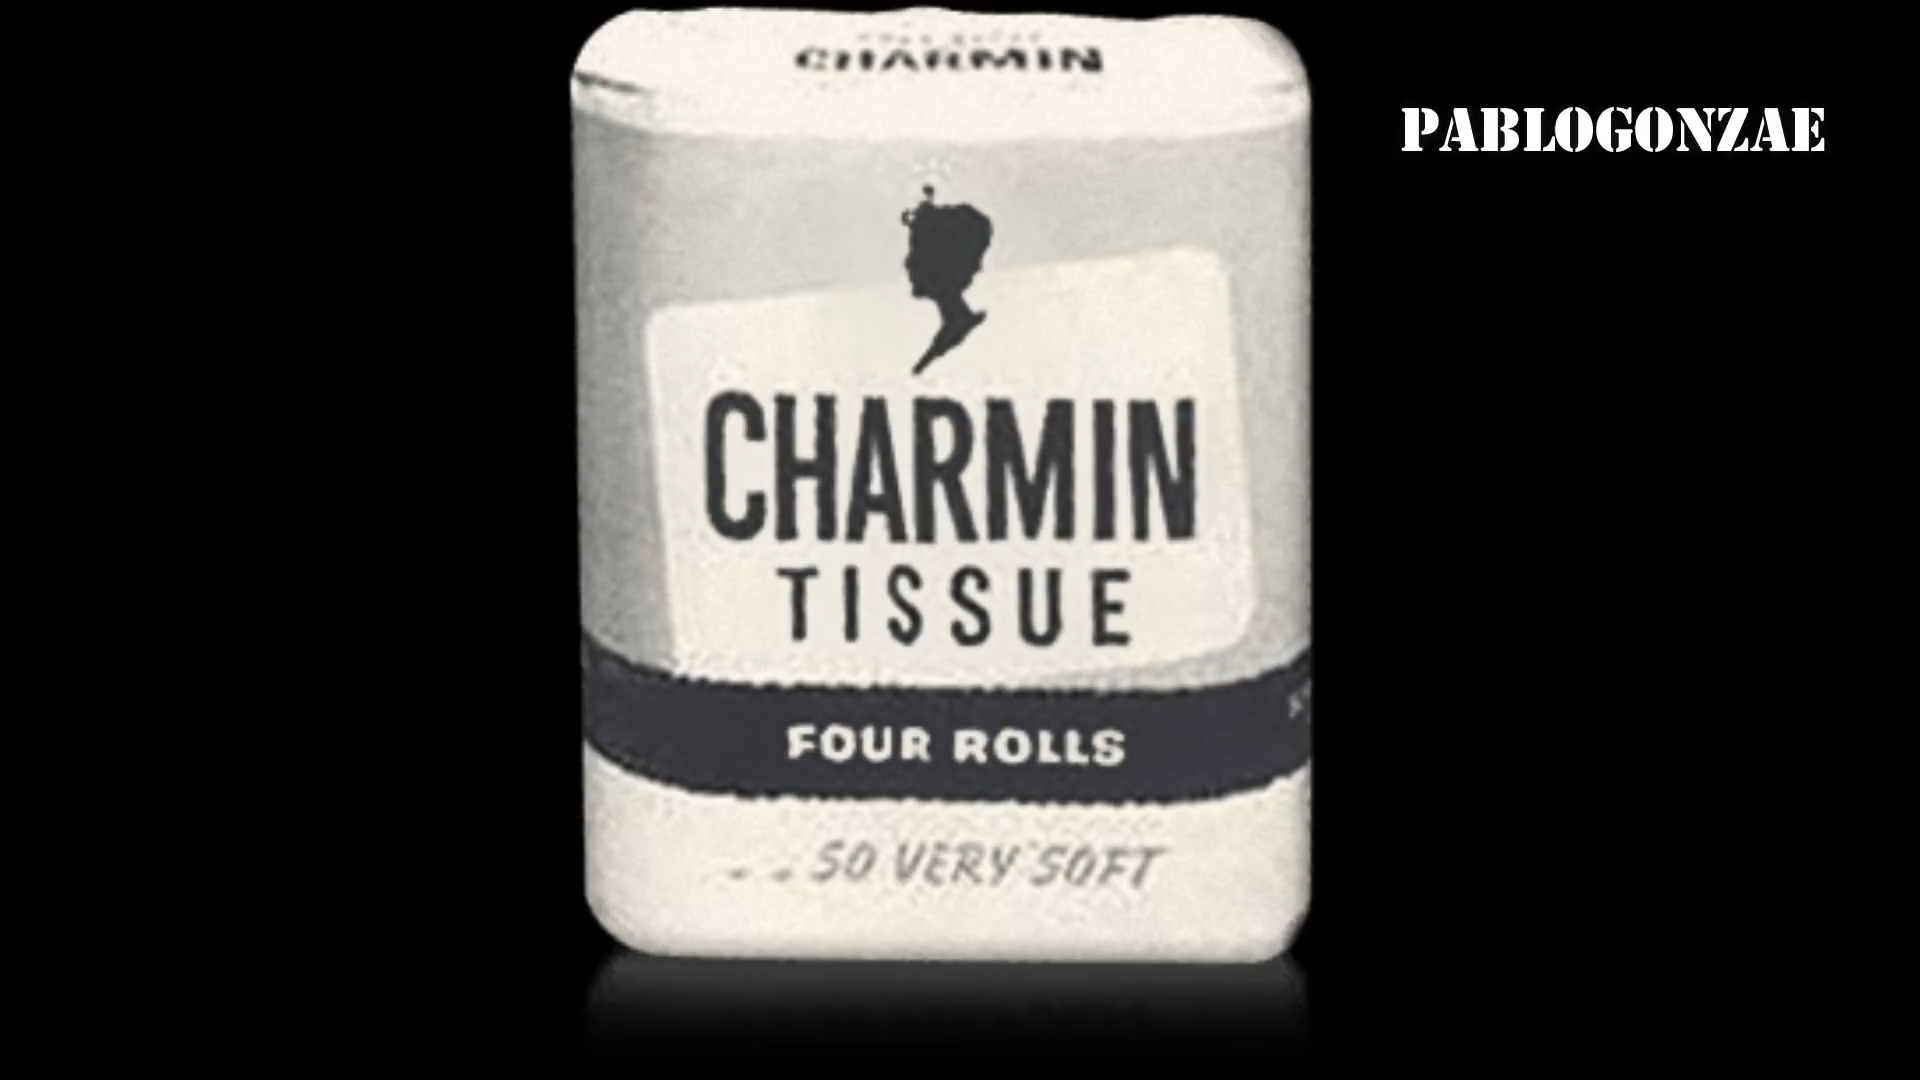 CHARMIN
PABLOGONZAE
CHARMIN
TISSUE
FOUR ROLLS
... SO VERY SOFT